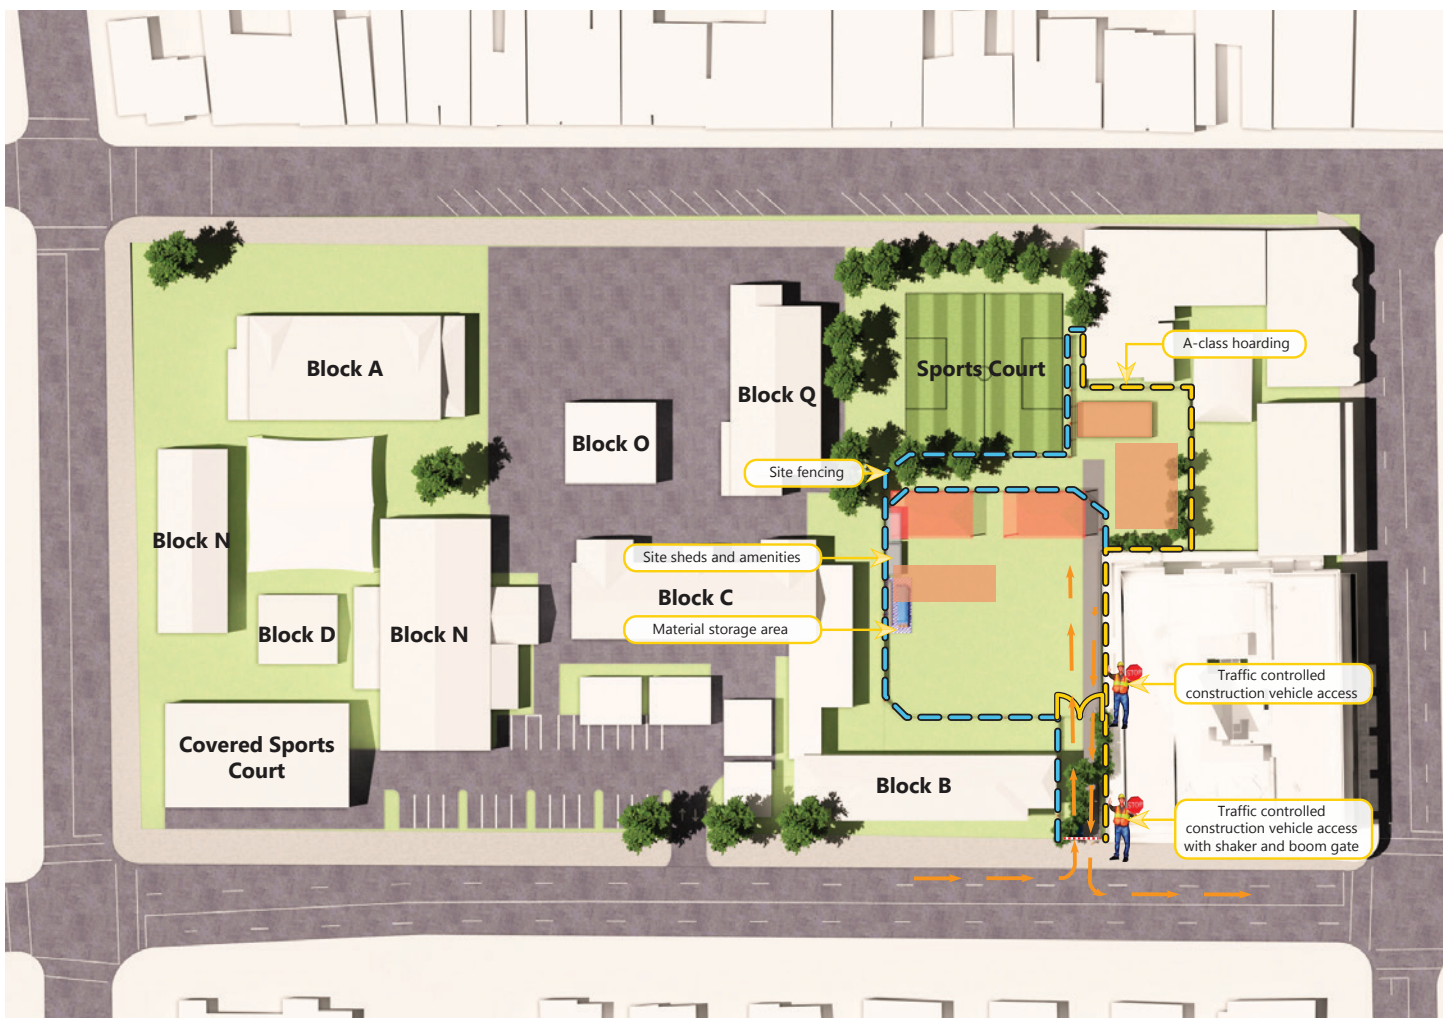 A-class hoarding
Block A
Sports Court
Block Q
Block O
Site fencing
Block N
Site sheds and amenities
Block C
Material storage area
Block D
Block N
Traffic controlled
construction vehicle access
Covered Sports
Court
Block B
Traffic controlled
construction vehicle access
with shaker and boom gate
STOP
STOP